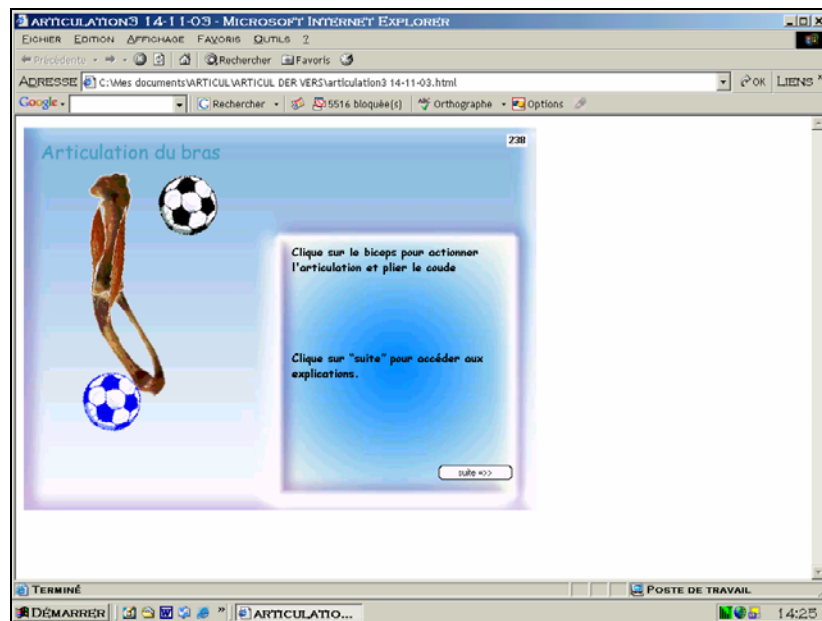 ARTICULATION3 14-11-03 - MICROSOFT INTERNET EXPLORER
FICHIER EDITION AFFICHAGE FAVORIS OUTILS ?
Précédente Rechercher Favoris
ADRESSE C:\Mes documents\ARTICUL\ARTICUL DER VERS\articulation3 14-11-03.html OK LIENS »
Google Rechercher 5516 bloquée(s) Orthographe Options
238
Articulation du bras
Clique sur le biceps pour actionner
l'articulation et plier le coude
Clique sur "suite" pour accéder aux
explications.
suite =>>
TERMINÉ POSTE DE TRAVAIL
DÉMARRER » ARTICULATIO... 14:25